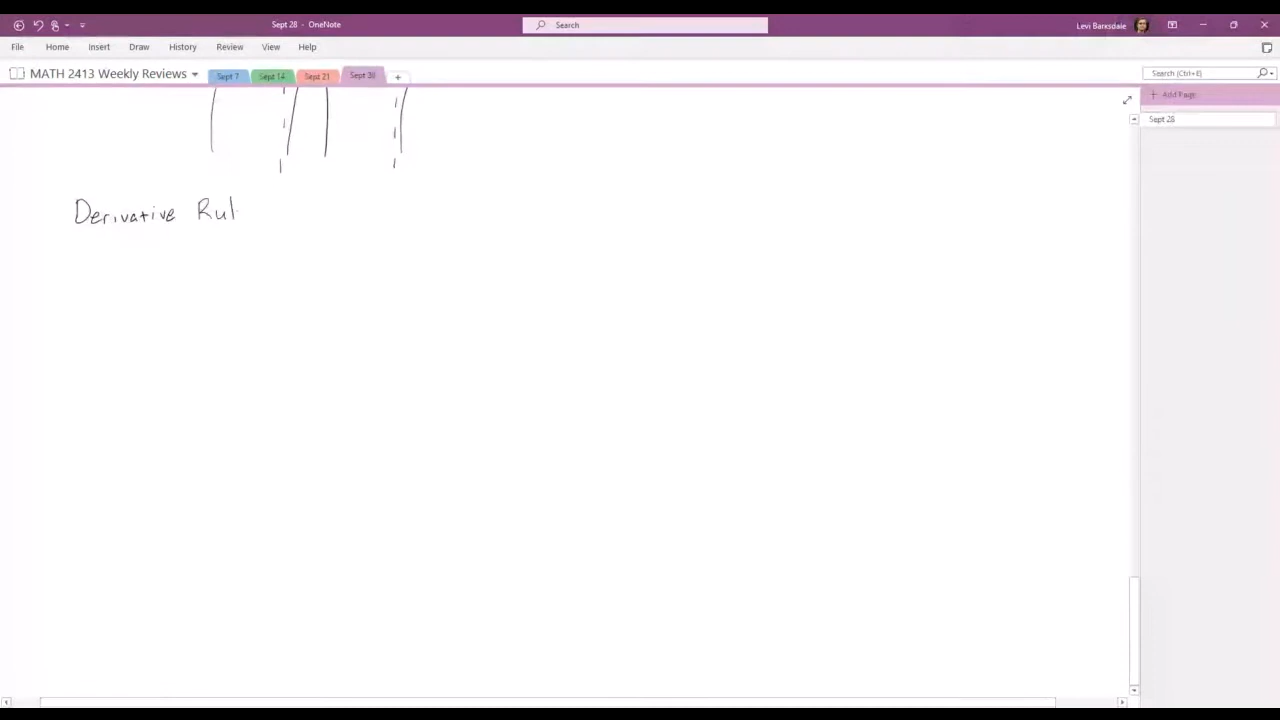 Sept 28 - OneNote
Search
Levi Barksdale
File Home Insert Draw History Review View Help
MATH 2413 Weekly Reviews
Sept 7 Sept 14 Sept 21 Sept 30 +
Search (Ctrl+E)
+ Add Page
Sept 28
Derivative Rul